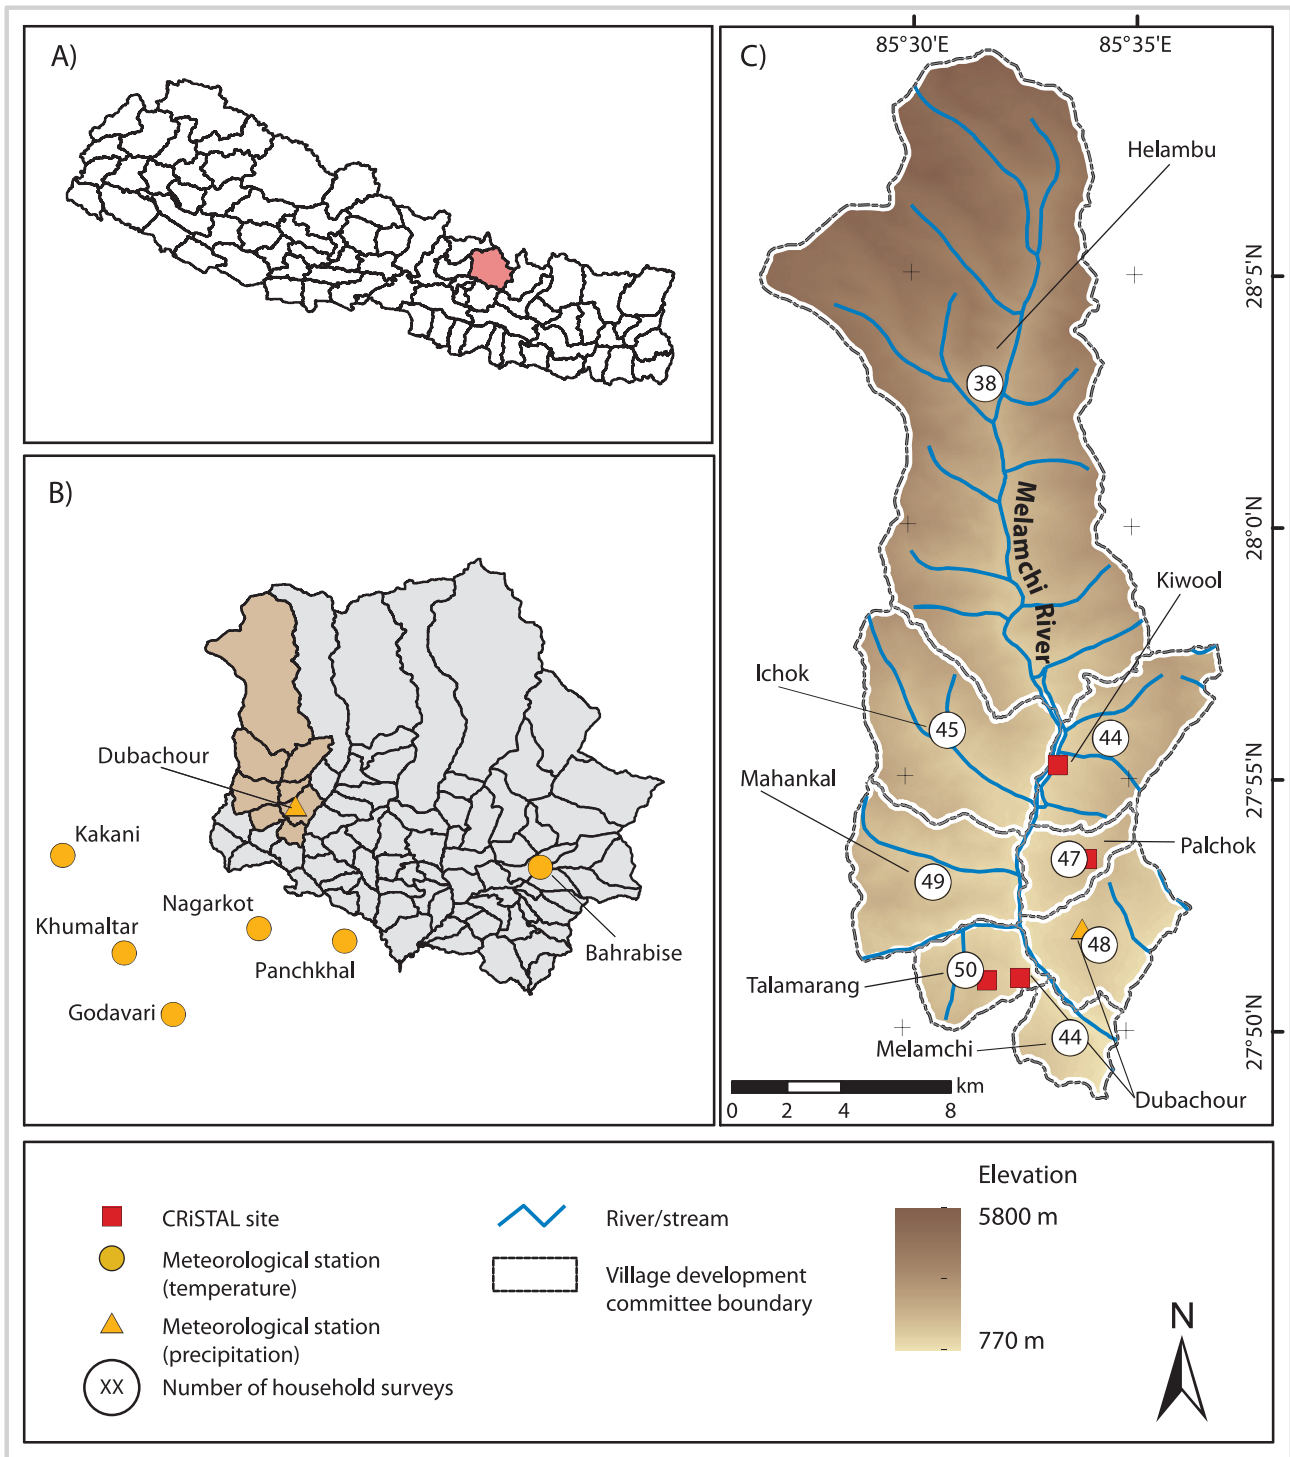 A)
B)
Dubachour
Kakani
Nagarkot
Khumaltar
Panchkhal
Bahrabise
Godavari
C)
85°30'E
85°35'E
Helambu
28°5'N
38
Melamchi River
28°0'N
Kiwool
Ichok
45
44
Mahankal
27°55'N
47
Palchok
49
48
50
Talamarang
27°50'N
Melamchi
44
Dubachour
km
0 2 4 8
CRiSTAL site
Meteorological station
(temperature)
Meteorological station
(precipitation)
XX
Number of household surveys
River/stream
Village development
committee boundary
Elevation
5800 m
770 m
N